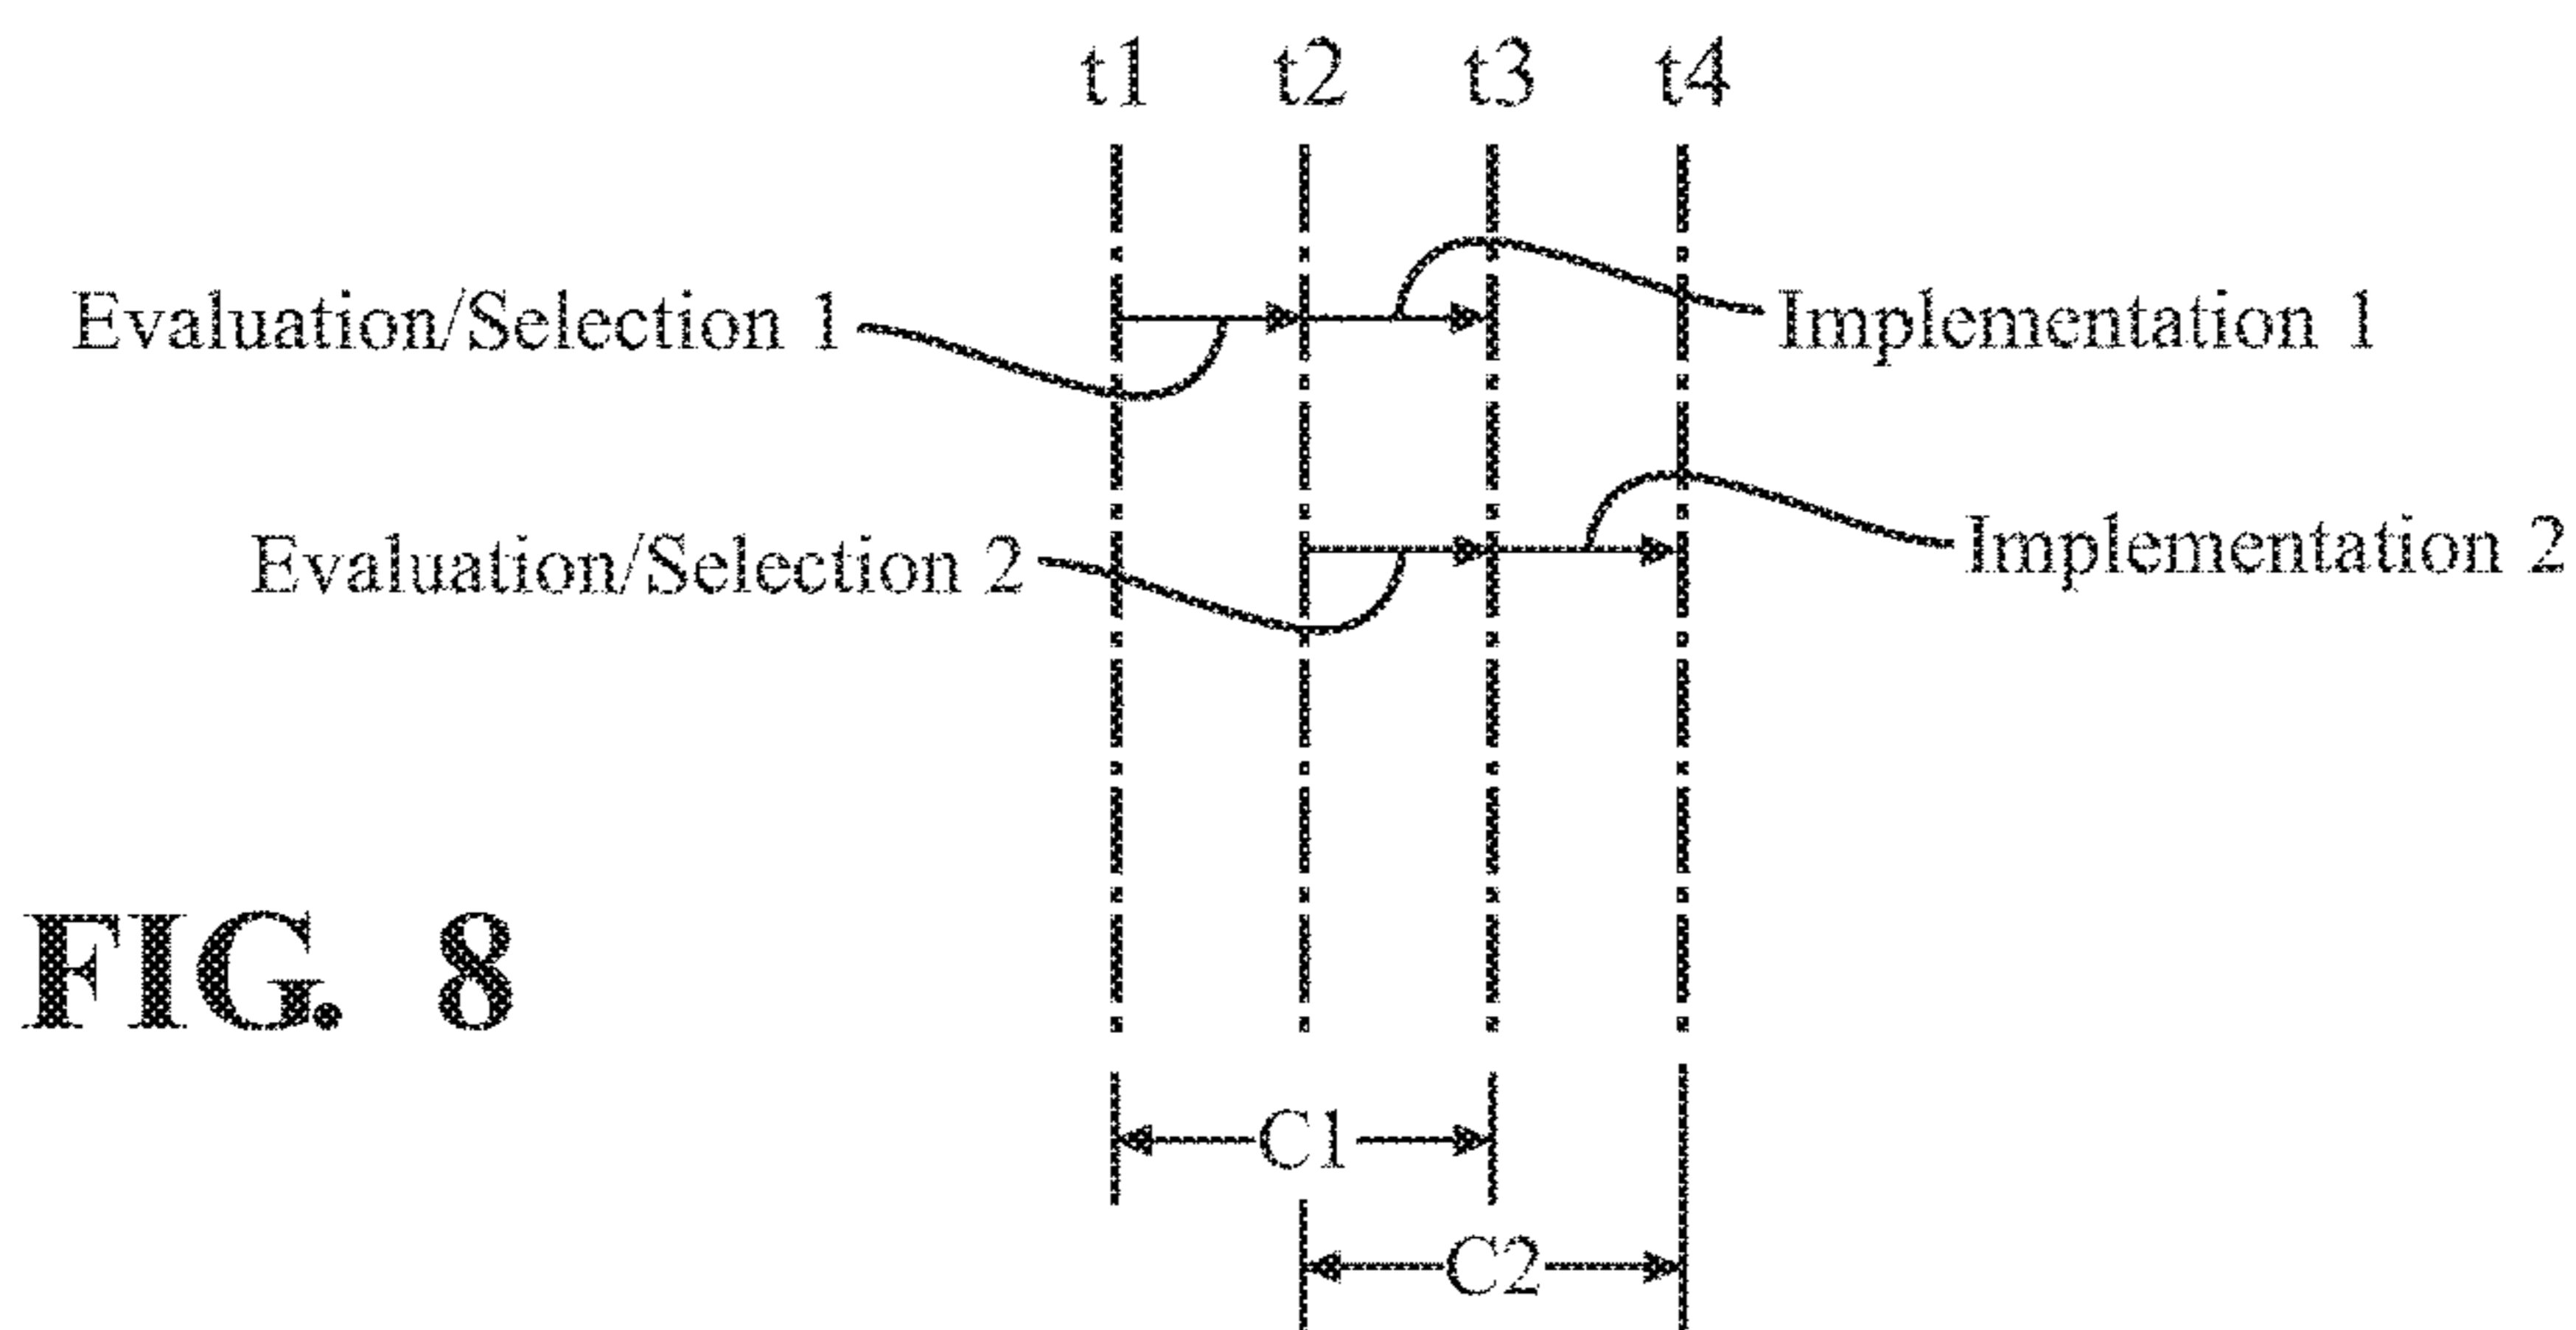 t1 t2 t3 t4
Evaluation/Selection 1
Implementation 1
Evaluation/Selection 2
Implementation 2
FIG. 8
C1
C2